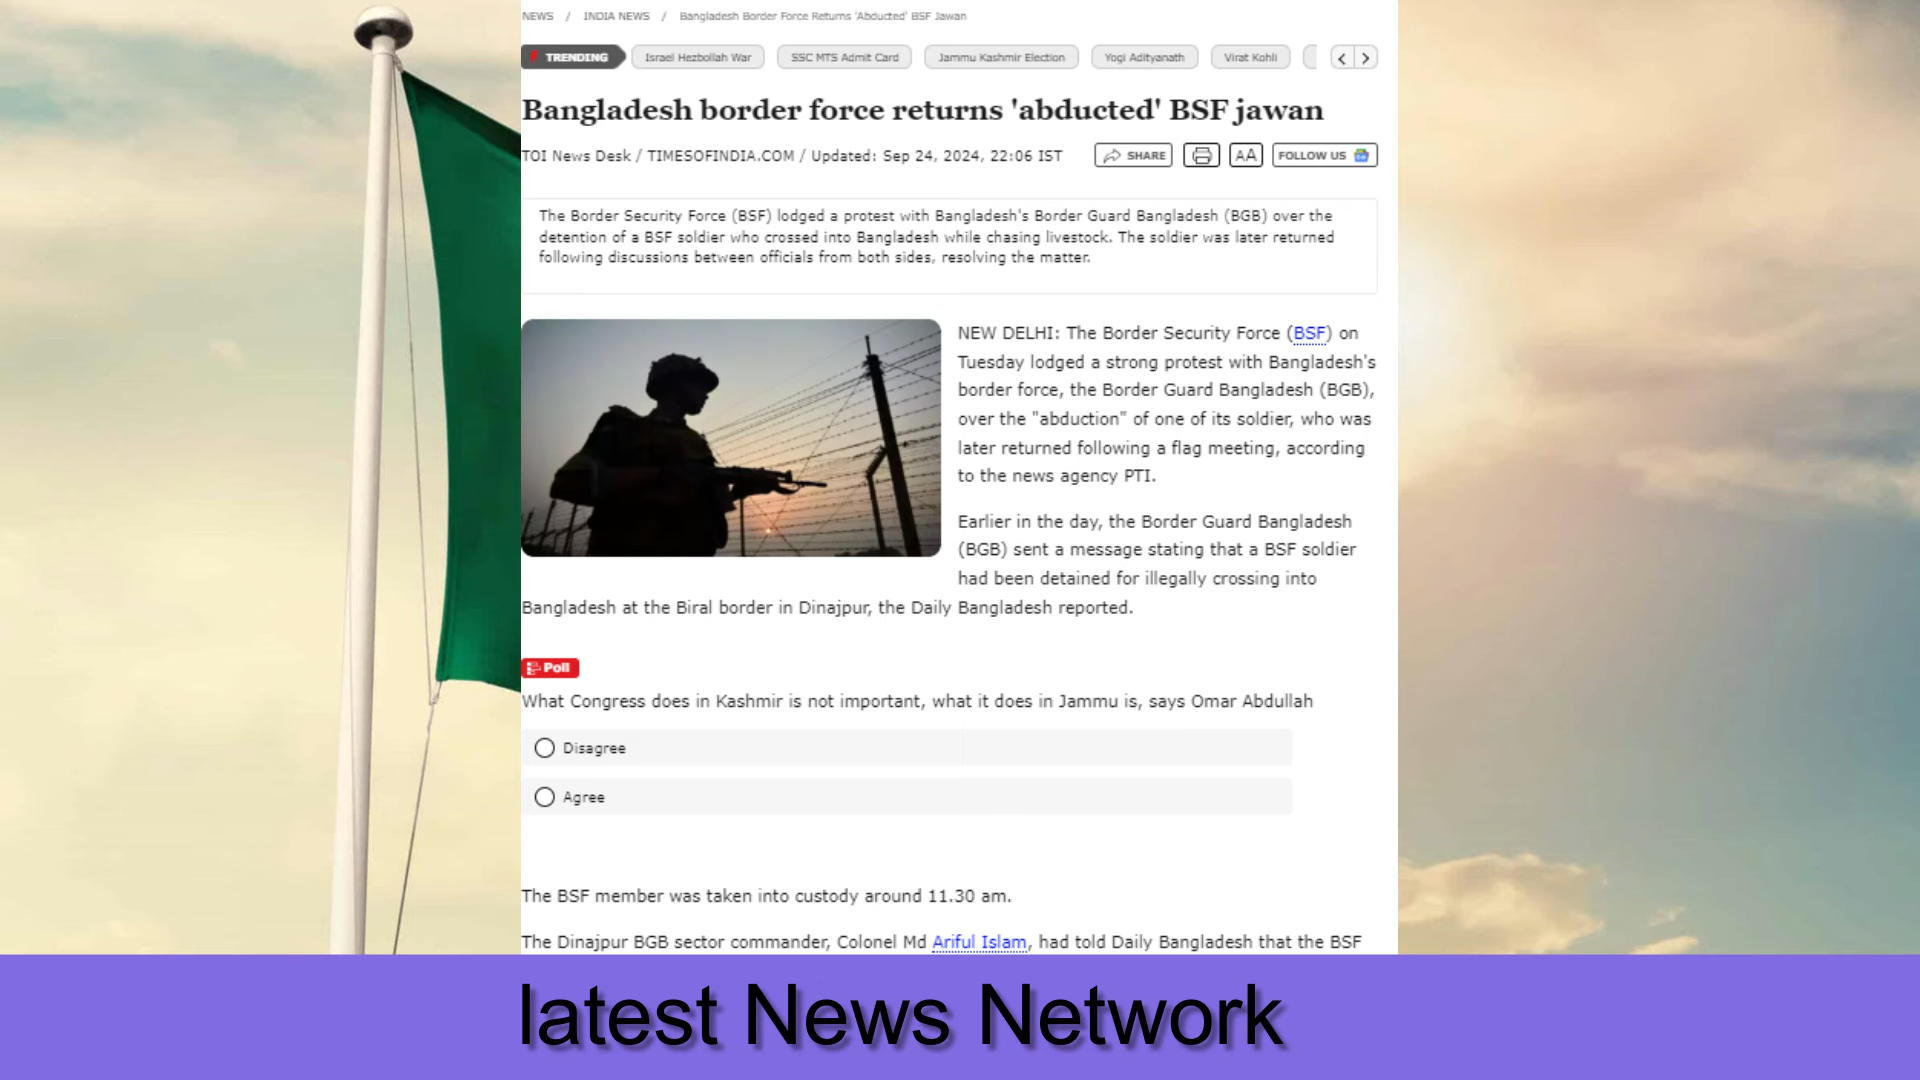 NEWS / INDIA NEWS / Bangladesh Border Force Returns 'Abducted' BSF Jawan
TRENDING Israel Hezbollah War SSC MTS Admit Card Jammu Kashmir Election Yogi Adityanath Virat Kohli
Bangladesh border force returns 'abducted' BSF jawan
TOI News Desk / TIMESOFINDIA.COM / Updated: Sep 24, 2024, 22:06 IST SHARE AA FOLLOW US
The Border Security Force (BSF) lodged a protest with Bangladesh's Border Guard Bangladesh (BGB) over the
detention of a BSF soldier who crossed into Bangladesh while chasing livestock. The soldier was later returned
following discussions between officials from both sides, resolving the matter.
NEW DELHI: The Border Security Force (BSF) on
Tuesday lodged a strong protest with Bangladesh's
border force, the Border Guard Bangladesh (BGB),
over the "abduction" of one of its soldier, who was
later returned following a flag meeting, according
to the news agency PTI.
Earlier in the day, the Border Guard Bangladesh
(BGB) sent a message stating that a BSF soldier
had been detained for illegally crossing into
Bangladesh at the Biral border in Dinajpur, the Daily Bangladesh reported.
Poll
What Congress does in Kashmir is not important, what it does in Jammu is, says Omar Abdullah
Disagree
Agree
The BSF member was taken into custody around 11.30 am.
The Dinajpur BGB sector commander, Colonel Md Ariful Islam, had told Daily Bangladesh that the BSF
latest News Network